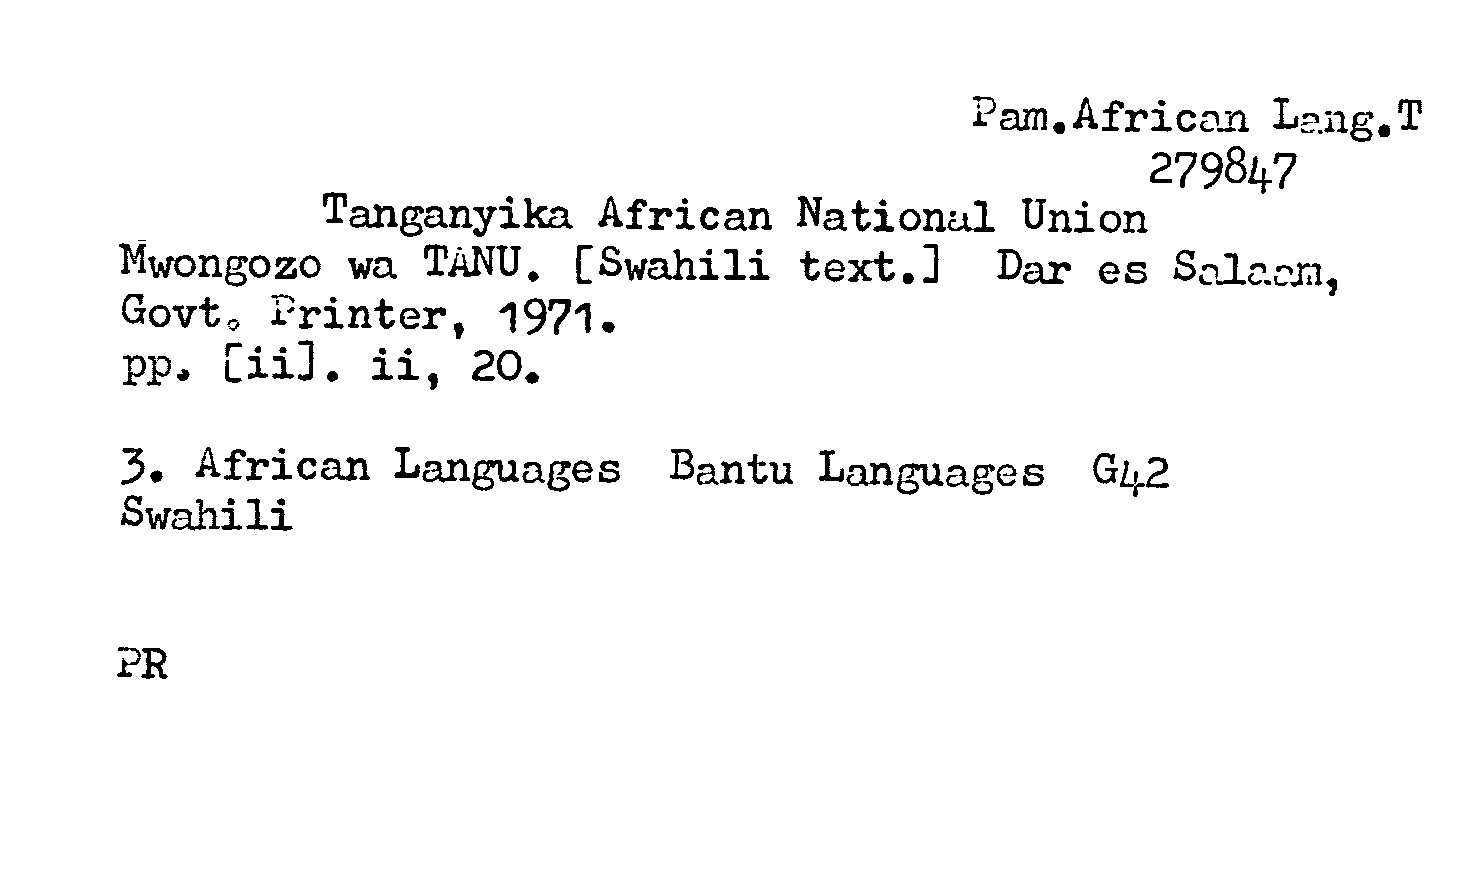 Pam.African Lang.T
279847
Tanganyika African National Union
Mwongozo wa TANU. [Swahili text.] Dar es Salaam,
Govt. Printer, 1971.
pp. [ii]. ii, 20.
3. African Languages Bantu Languages G42
Swahili
PR